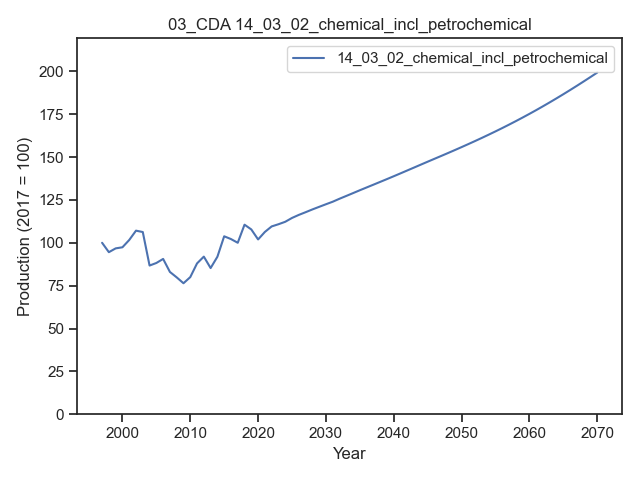 03_CDA 14_03_02_chemical_incl_petrochemical
14_03_02_chemical_incl_petrochemical
Production (2017 = 100)
200
175
150
125
100
75
50
25
0
2000 2010 2020 2030 2040 2050 2060 2070
Year